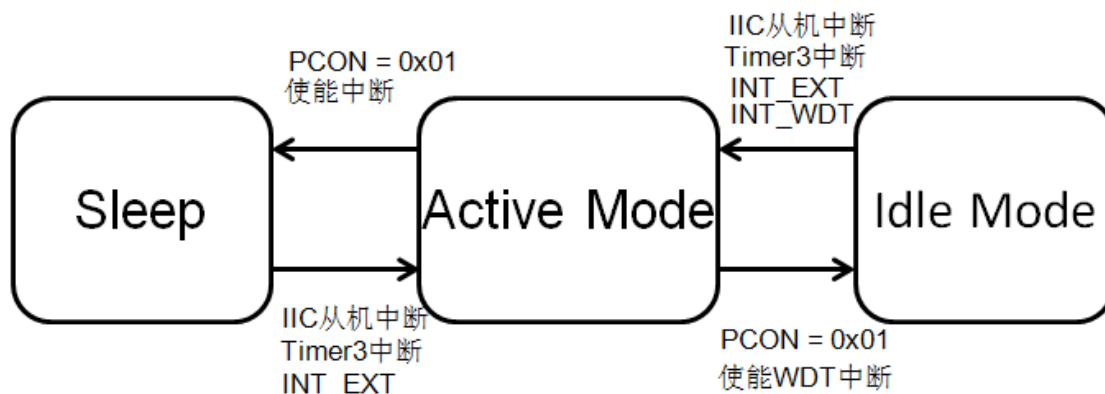 PCON = 0x01
使能中断
IIC从机中断
Timer3中断
INT_EXT
INT_WDT
Sleep
Active Mode
Idle Mode
IIC从机中断
Timer3中断
INT_EXT
PCON = 0x01
使能WDT中断